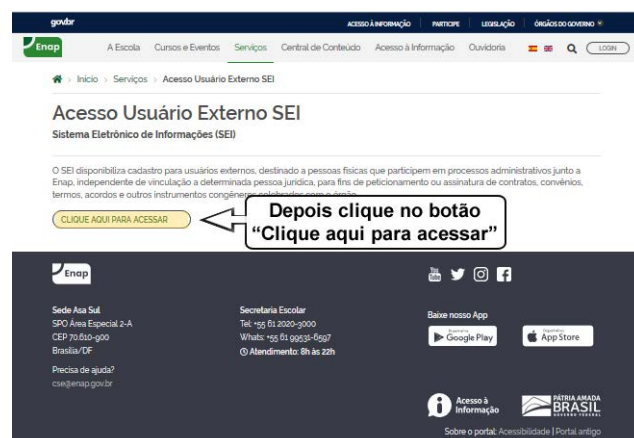 govbr
ACESSO À INFORMAÇÃO PARTICIPE LEGISLAÇÃO ÓRGÃOS DO GOVERNO
Enap A Escola Cursos e Eventos Serviços Central de Conteúdo Acesso à Informação Ouvidoria LOGIN
Início > Serviços > Acesso Usuário Externo SEI
Acesso Usuário Externo SEI
Sistema Eletrônico de Informações (SEI)
O SEI disponibiliza cadastro para usuários externos, destinado a pessoas físicas que participem em processos administrativos junto a
Enap, independente de vinculação a determinada pessoa jurídica, para fins de peticionamento ou assinatura de contratos, convênios,
termos, acordos e outros instrumentos congêneres celebrados com o órgão.
CLIQUE AQUI PARA ACESSAR
Depois clique no botão
“Clique aqui para acessar”
Enap
You Tube
Sede Asa Sul
SPO Área Especial 2-A
CEP 70.610-900
Brasília/DF
Precisa de ajuda?
cse@enap.gov.br
Secretaria Escolar
Tel: +55 61 2020-3000
Whats: +55 61 99531-6597
Atendimento: 8h às 22h
Baixe nosso App
Google Play
App Store
Acesso à
Informação
PÁTRIA AMADA
BRASIL
Sobre o portal: Acessibilidade | Portal antigo